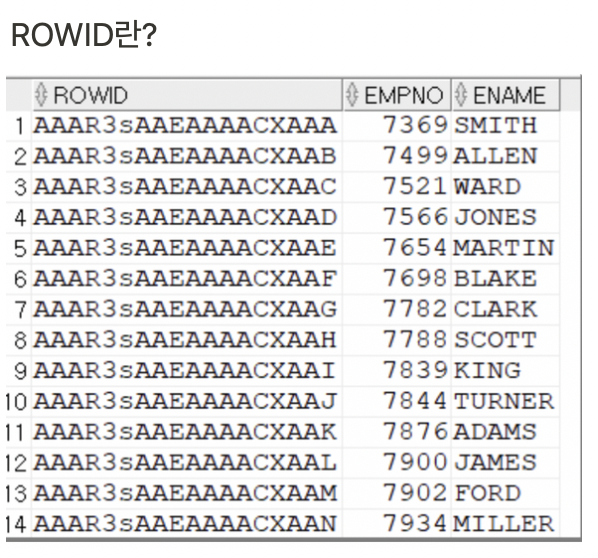 ROWID란?
ROWID EMPNO ENAME
1 AAAR3sAAEAAAACXAAA 7369 SMITH
2 AAAR3sAAEAAAACXAAB 7499 ALLEN
3 AAAR3sAAEAAAACXAAC 7521 WARD
4 AAAR3sAAEAAAACXAAD 7566 JONES
5 AAAR3sAAEAAAACXAAE 7654 MARTIN
6 AAAR3sAAEAAAACXAAF 7698 BLAKE
7 AAAR3sAAEAAAACXAAG 7782 CLARK
8 AAAR3sAAEAAAACXAAH 7788 SCOTT
9 AAAR3sAAEAAAACXAAI 7839 KING
10 AAAR3sAAEAAAACXAAJ 7844 TURNER
11 AAAR3sAAEAAAACXAAK 7876 ADAMS
12 AAAR3sAAEAAAACXAAL 7900 JAMES
13 AAAR3sAAEAAAACXAAM 7902 FORD
14 AAAR3sAAEAAAACXAAN 7934 MILLER